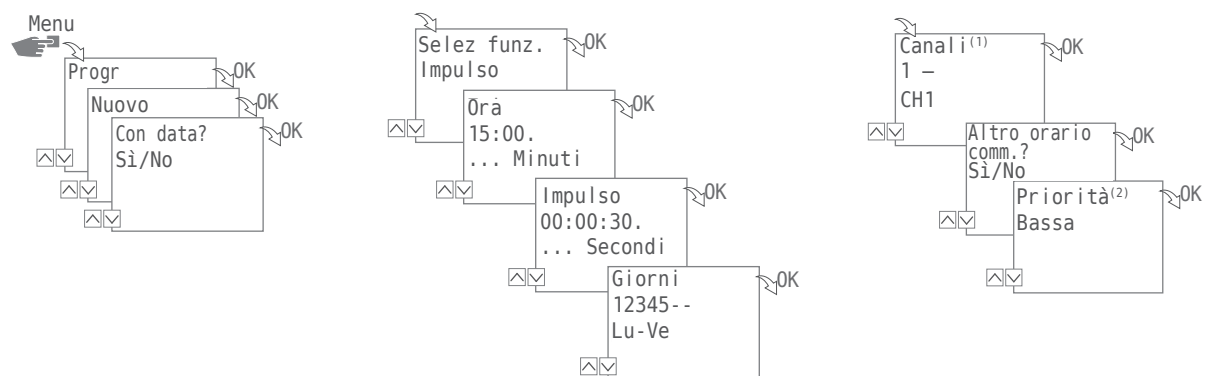 Menu
Progr
OK
Nuovo
OK
Con data?
OK
Sì/No
Selez funz.
OK
Impulso
Ora
OK
15:00.
... Minuti
Impulso
OK
00:00:30.
... Secondi
Giorni
OK
12345--
Lu-Ve
Canali(1)
OK
1 –
CH1
Altro orario
OK
comm.?
Sì/No
Priorità(2)
OK
Bassa